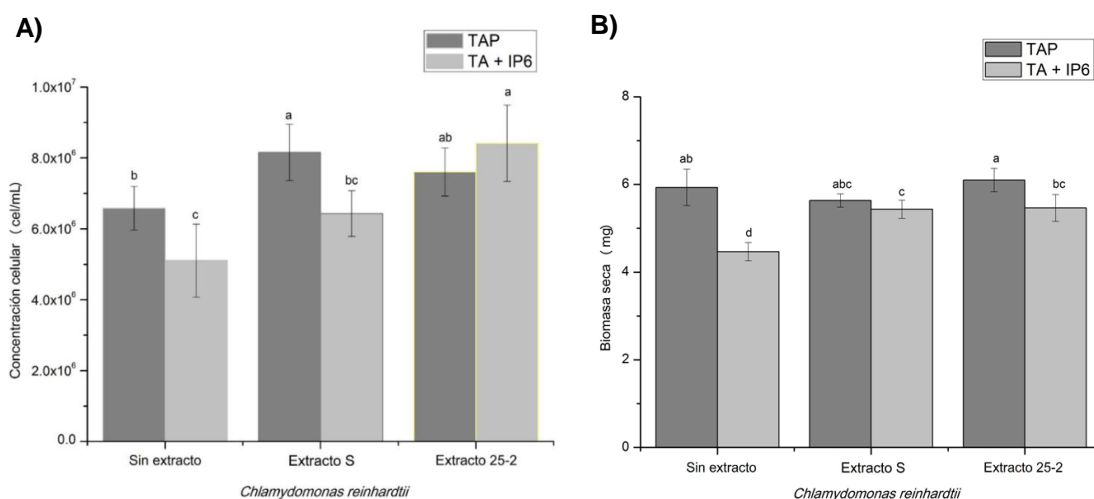 A)
TAP
TA + IP6
Concentración celular (cel/mL)
1.0x10⁷
8.0x10⁶
6.0x10⁶
4.0x10⁶
2.0x10⁶
0.0
b
c
a
bc
ab
a
Sin extracto
Extracto S
Extracto 25-2
Chlamydomonas reinhardtii
B)
TAP
TA + IP6
Biomasa seca (mg)
8
6
4
2
0
ab
d
abc
c
a
bc
Sin extracto
Extracto S
Extracto 25-2
Chlamydomonas reinhardtii